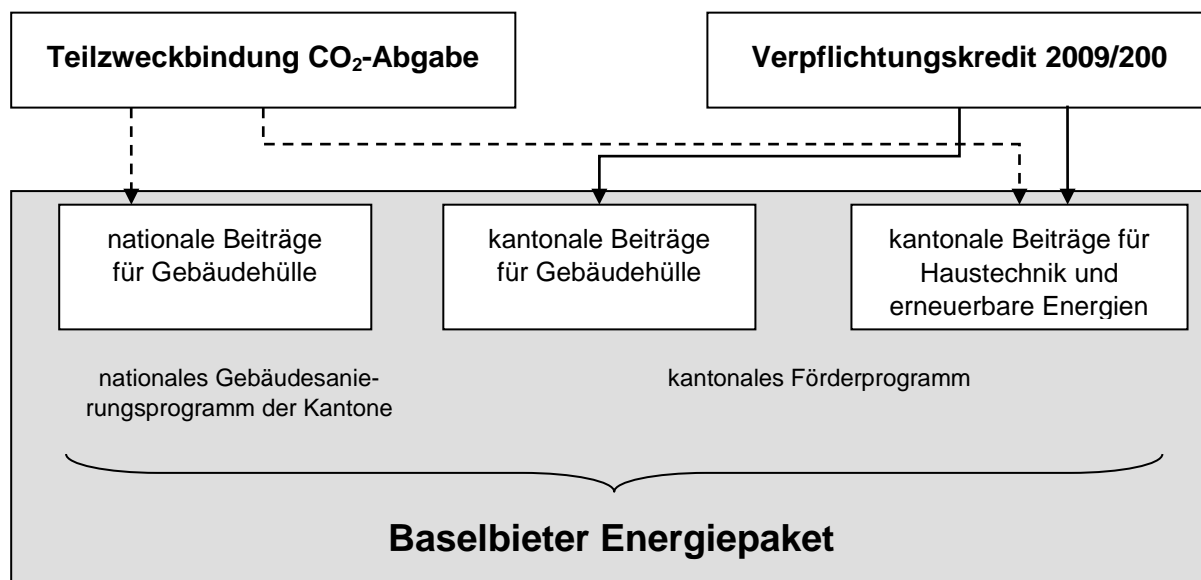 Teilzweckbindung CO₂-Abgabe
Verpflichtungskredit 2009/200
nationale Beiträge
für Gebäudehülle
kantonale Beiträge
für Gebäudehülle
kantonale Beiträge für
Haustechnik und
erneuerbare Energien
nationales Gebäudesanie-
rungsprogramm der Kantone
kantonales Förderprogramm
Baselbieter Energiepaket